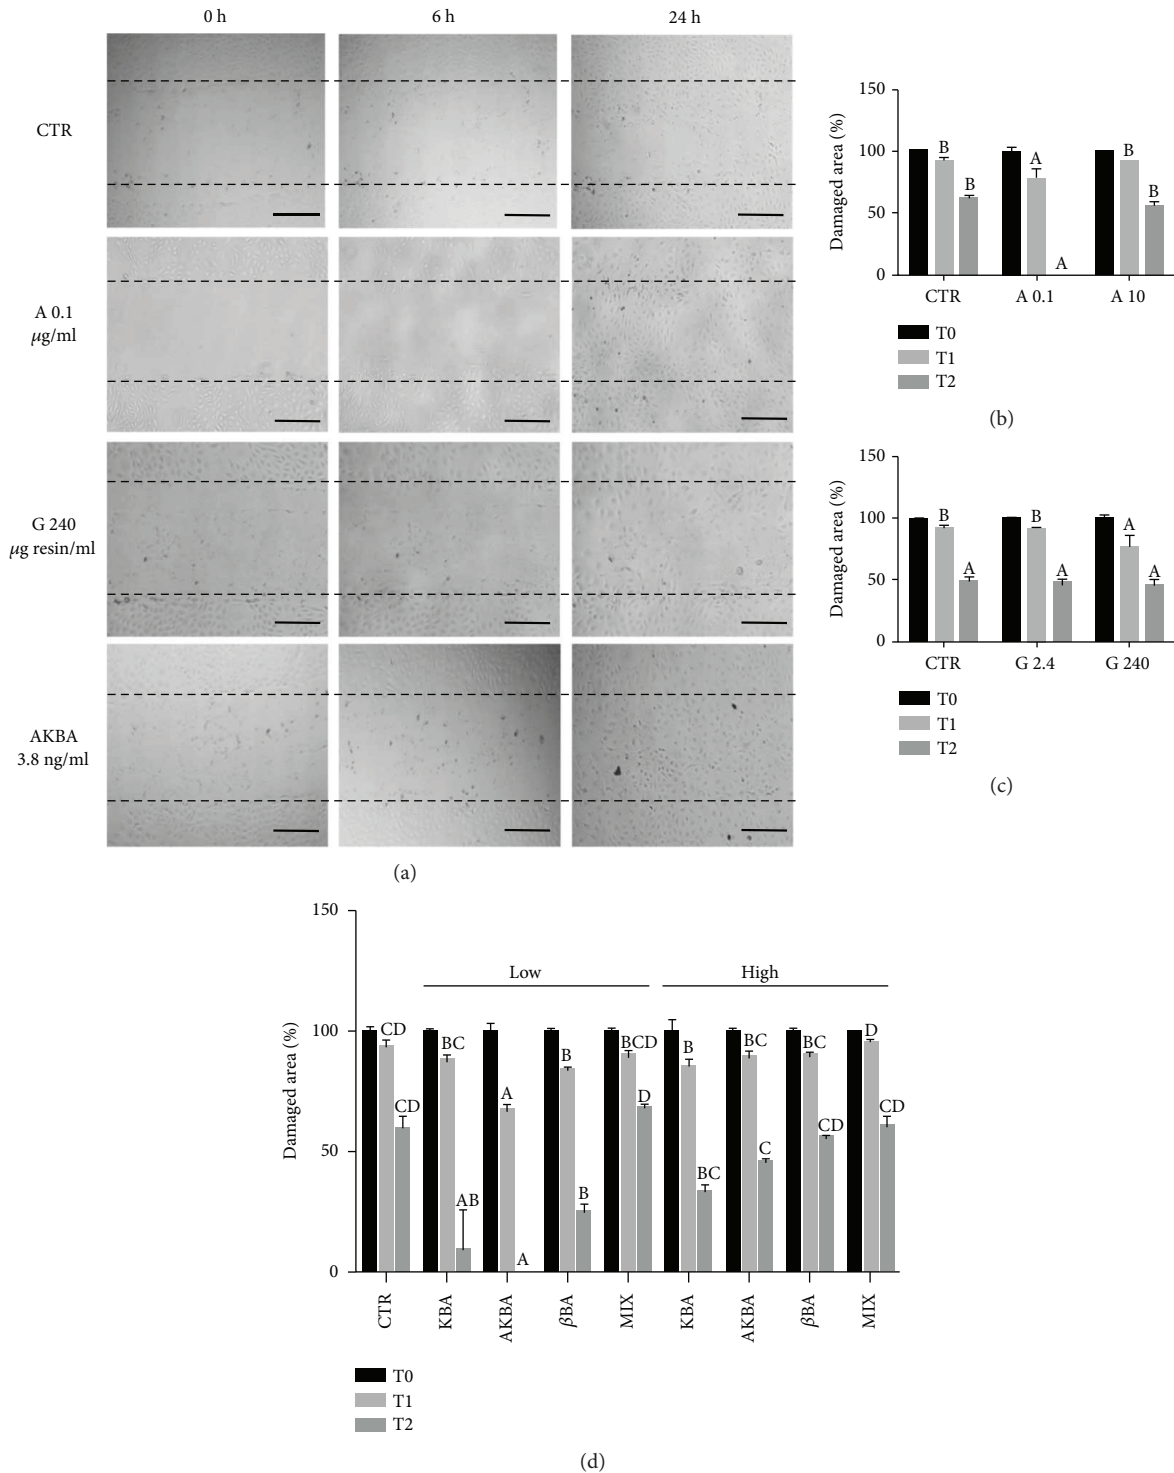 0 h 6 h 24 h
CTR
A 0.1
μg/ml
G 240
μg resin/ml
AKBA
3.8 ng/ml
(a)
150
100
50
0
Damaged area (%)
B
B
A
A
B
B
CTR A 0.1 A 10
T0
T1
T2
(b)
150
100
50
0
Damaged area (%)
B
A
B
A
A
A
CTR G 2.4 G 240
T0
T1
T2
(c)
150
100
50
0
Damaged area (%)
Low High
CD
CD
BC
AB
A
A
B
B
BCD
D
B
BC
BC
C
BC
CD
D
CD
CTR KBA AKBA βBA MIX KBA AKBA βBA MIX
T0
T1
T2
(d)